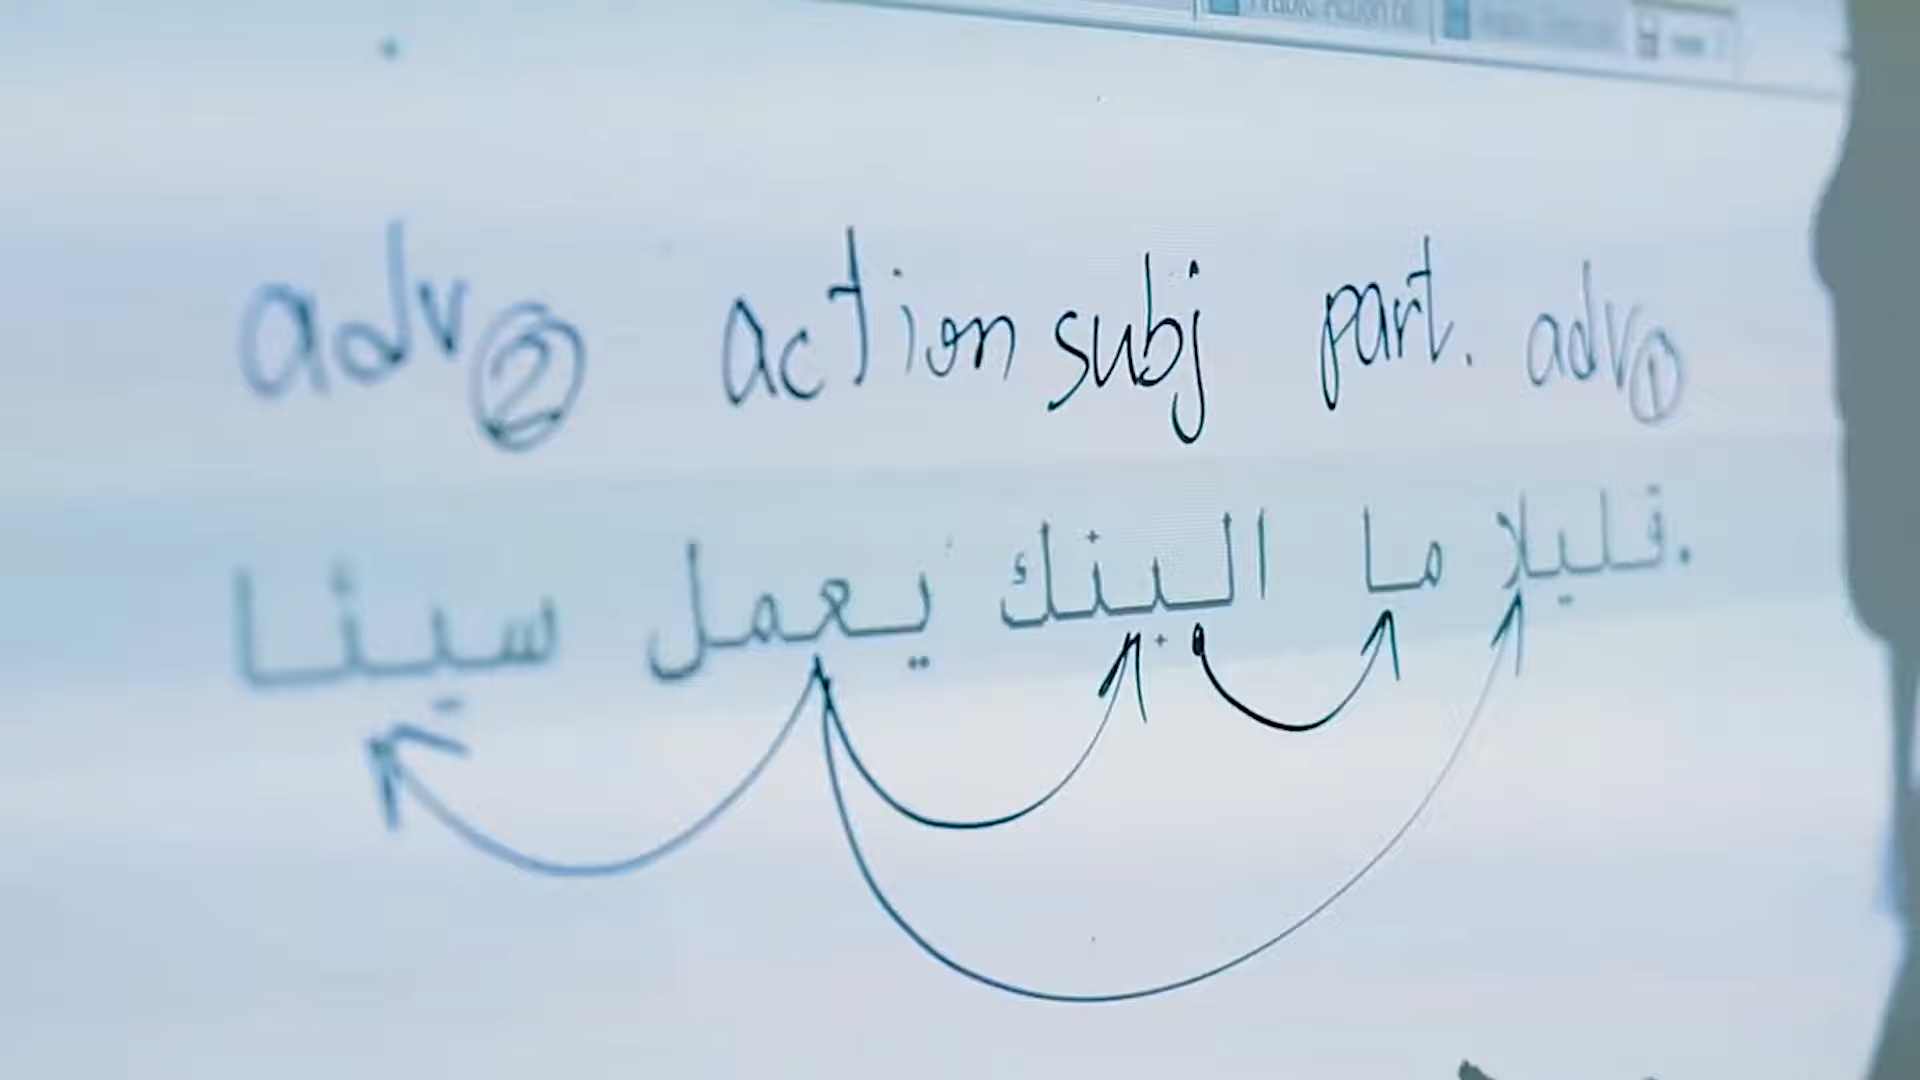 adv② action subj part. adv①
قليلا ما البنك يعمل سيئا.